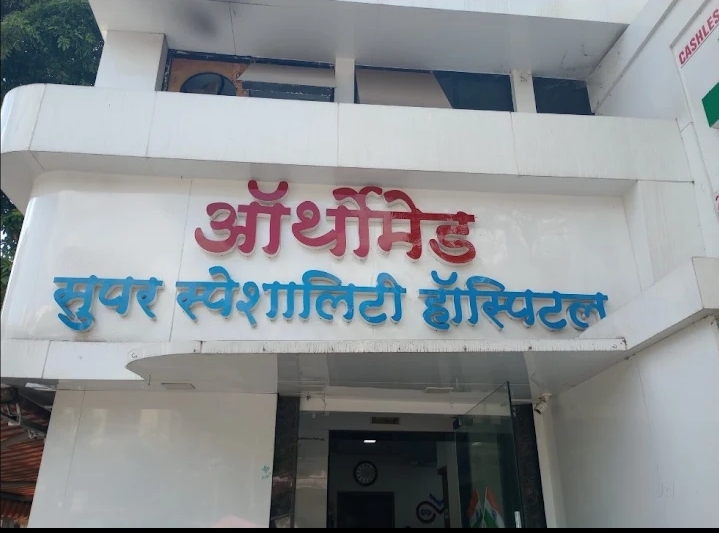 ऑर्थोमेड
सुपर स्पेशालिटी हॉस्पिटल